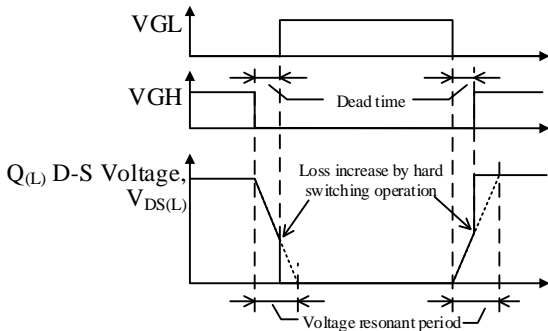 VGL
VGH
Dead time
Q(L) D-S Voltage,
VDS(L)
Loss increase by hard
switching operation
Voltage resonant period